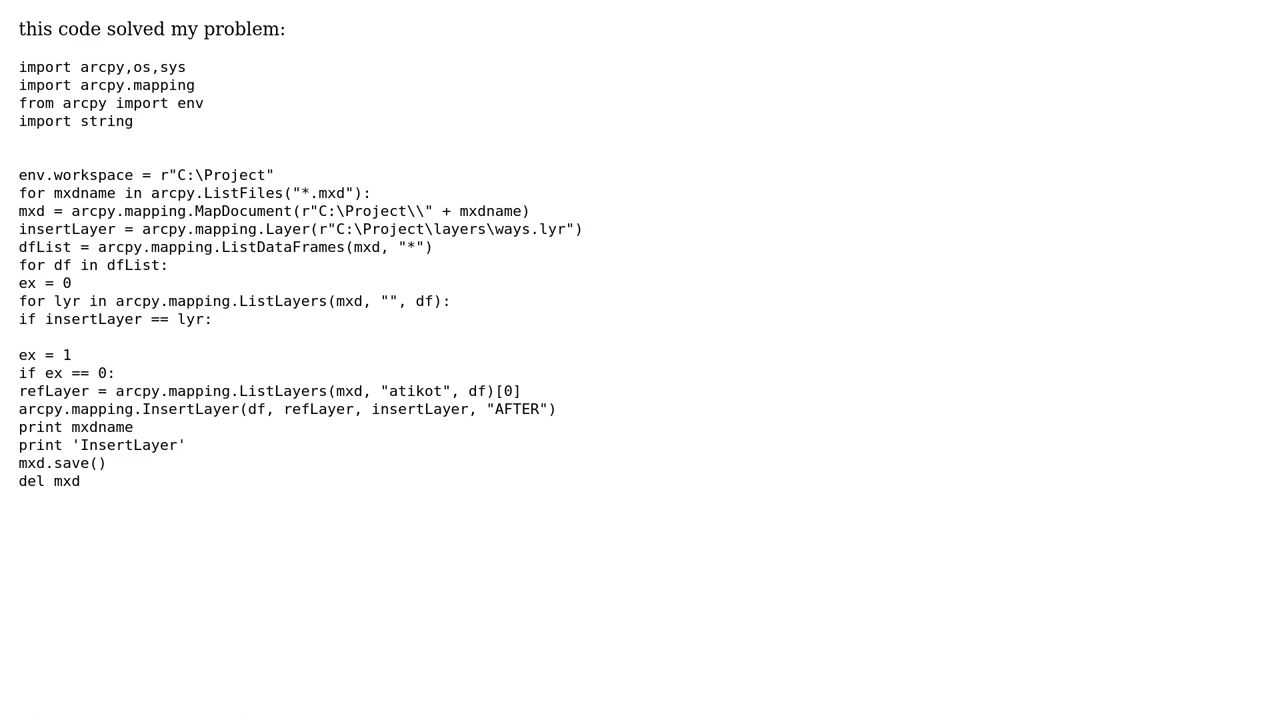 this code solved my problem:
import arcpy,os,sys
import arcpy.mapping
from arcpy import env
import string
env.workspace = r"C:\Project"
for mxdname in arcpy.ListFiles("*.mxd"):
mxd = arcpy.mapping.MapDocument(r"C:\Project\\" + mxdname)
insertLayer = arcpy.mapping.Layer(r"C:\Project\layers\ways.lyr")
dfList = arcpy.mapping.ListDataFrames(mxd, "*")
for df in dfList:
ex = 0
for lyr in arcpy.mapping.ListLayers(mxd, "", df):
if insertLayer == lyr:
ex = 1
if ex == 0:
refLayer = arcpy.mapping.ListLayers(mxd, "atikot", df)[0]
arcpy.mapping.InsertLayer(df, refLayer, insertLayer, "AFTER")
print mxdname
print 'InsertLayer'
mxd.save()
del mxd